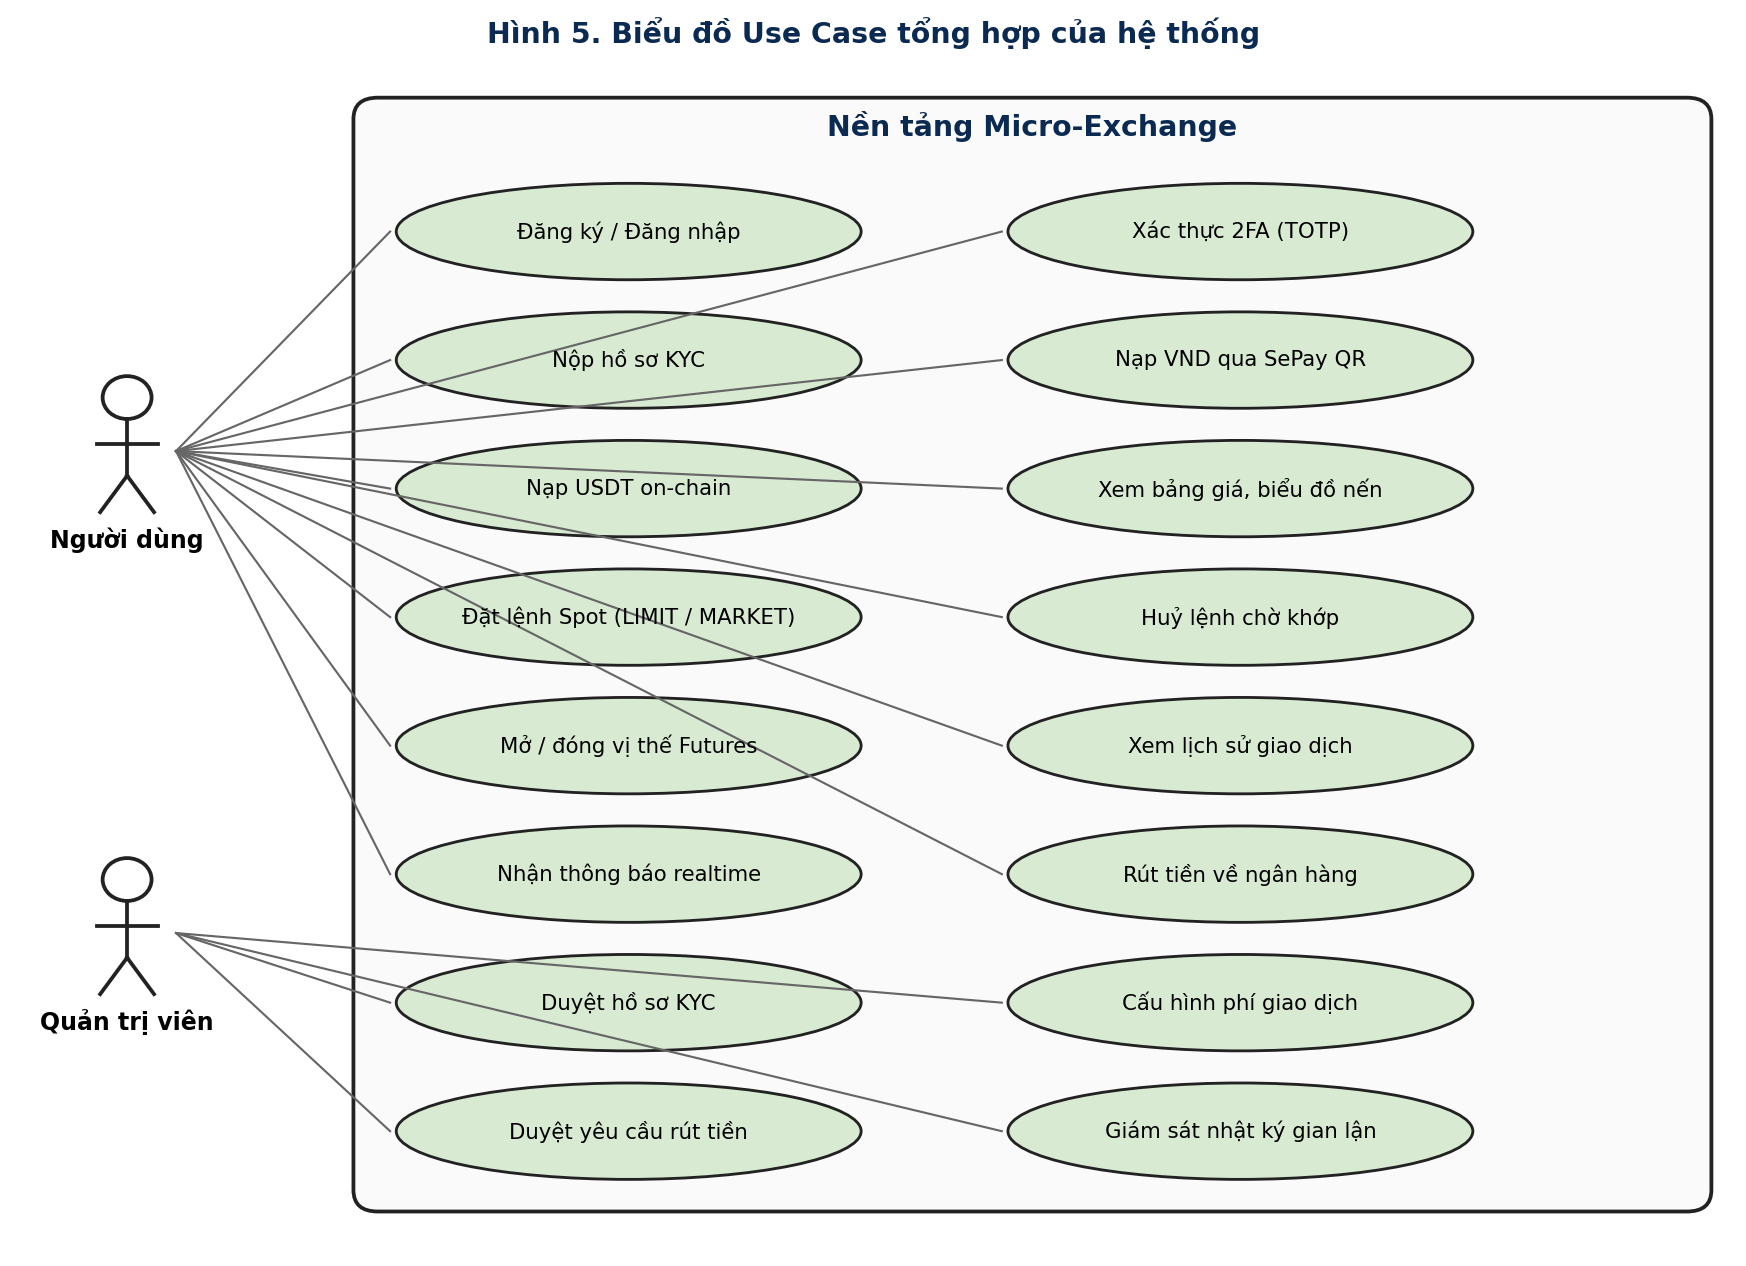 Hình 5. Biểu đồ Use Case tổng hợp của hệ thống
Nền tảng Micro-Exchange
Đăng ký / Đăng nhập
Xác thực 2FA (TOTP)
Nộp hồ sơ KYC
Nạp VND qua SePay QR
Nạp USDT on-chain
Xem bảng giá, biểu đồ nến
Người dùng
Đặt lệnh Spot (LIMIT / MARKET)
Huỷ lệnh chờ khớp
Mở / đóng vị thế Futures
Xem lịch sử giao dịch
Nhận thông báo realtime
Rút tiền về ngân hàng
Duyệt hồ sơ KYC
Cấu hình phí giao dịch
Quản trị viên
Duyệt yêu cầu rút tiền
Giám sát nhật ký gian lận